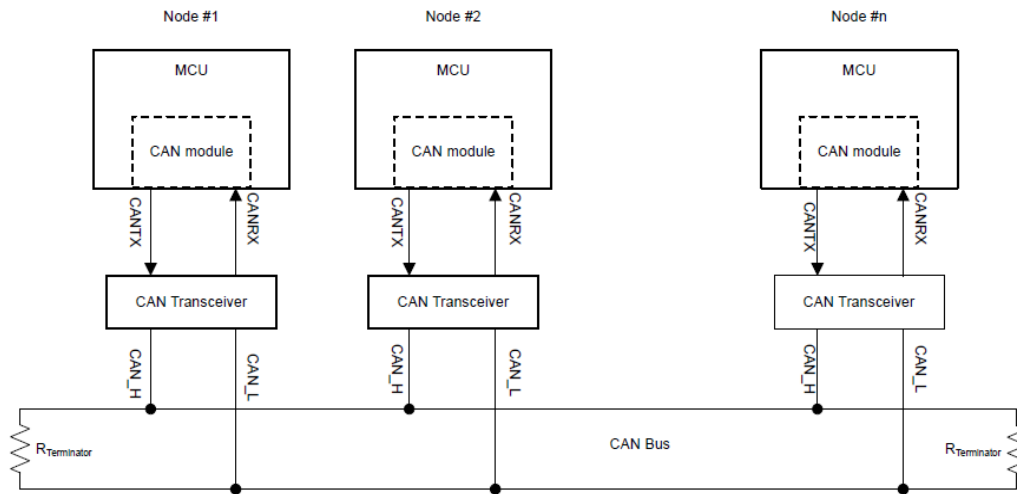 Node #1
Node #2
Node #n
MCU
MCU
MCU
CAN module
CAN module
CAN module
CANTX
CANRX
CANTX
CANRX
CANTX
CANRX
CAN Transceiver
CAN Transceiver
CAN Transceiver
CAN_H
CAN_L
CAN_H
CAN_L
CAN_H
CAN_L
RTerminator
CAN Bus
RTerminator